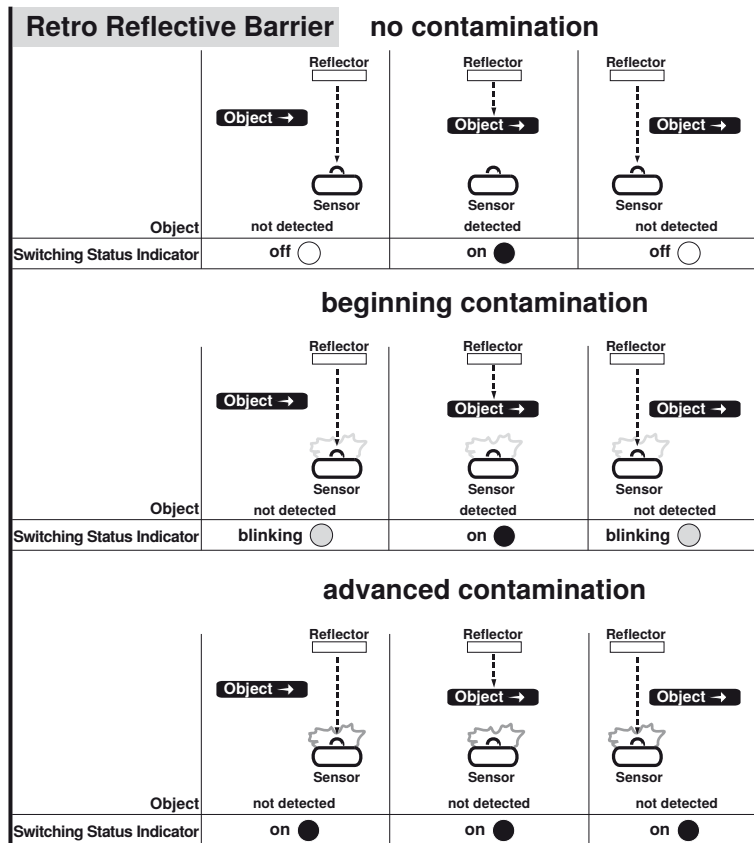 Retro Reflective Barrier no contamination
Reflector Reflector Reflector
Object → Object → Object →
Sensor Sensor Sensor
Object not detected detected not detected
Switching Status Indicator off on off
beginning contamination
Reflector Reflector Reflector
Object → Object → Object →
Sensor Sensor Sensor
Object not detected detected not detected
Switching Status Indicator blinking on blinking
advanced contamination
Reflector Reflector Reflector
Object → Object → Object →
Sensor Sensor Sensor
Object not detected not detected not detected
Switching Status Indicator on on on